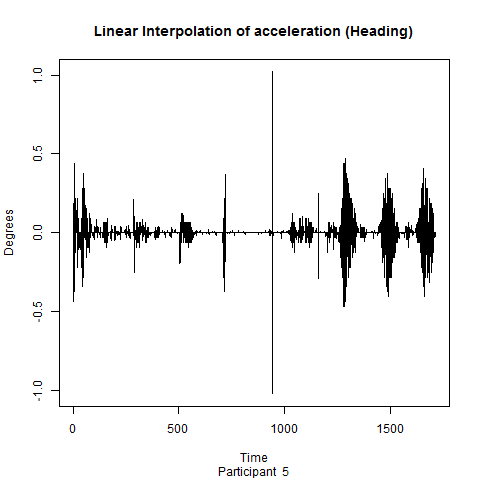 Linear Interpolation of acceleration (Heading)
Degrees
1.0
0.5
0.0
-0.5
-1.0
0 500 1000 1500
Time
Participant 5